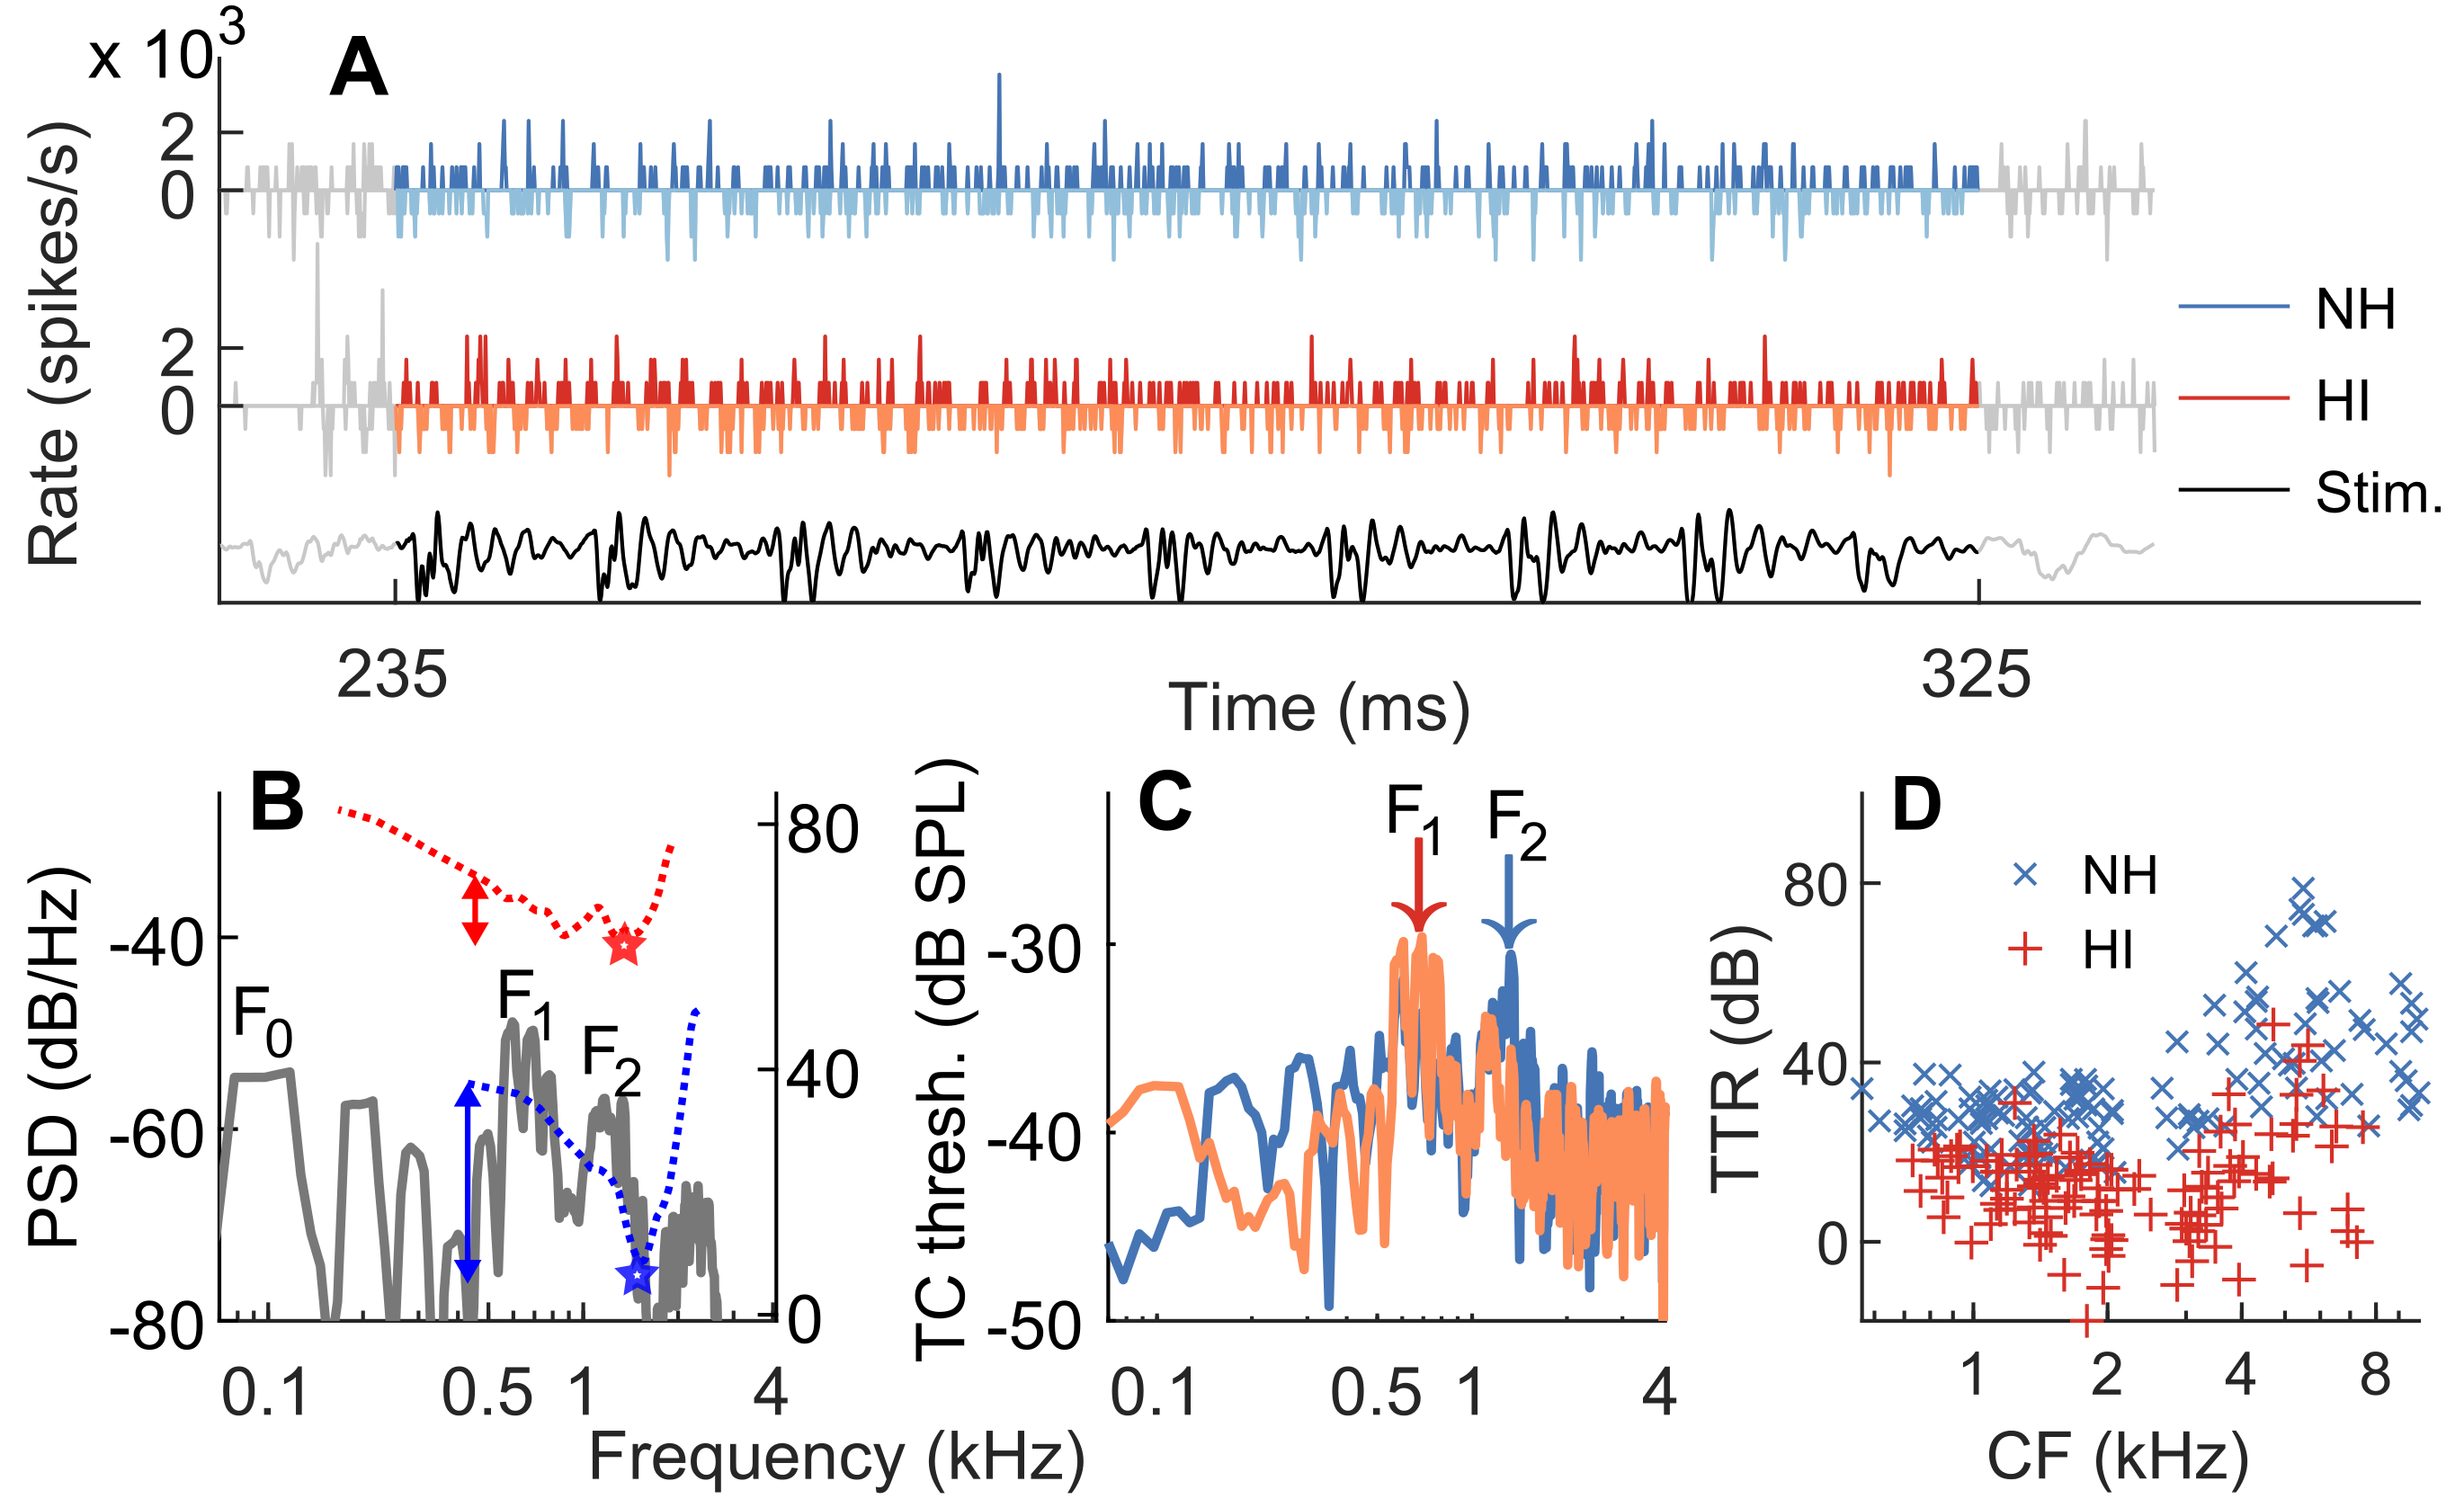 x 10³
A
Rate (spikes/s)
2
0
2
0
NH
HI
Stim.
235
325
Time (ms)
B
PSD (dB/Hz)
-40
-60
-80
F₀
F₁
F₂
80
40
0
0.1
0.5
1
4
Frequency (kHz)
TC thresh. (dB SPL)
C
F₁
F₂
-30
-40
-50
0.1
0.5
1
4
D
TTR (dB)
NH
HI
80
40
0
1
2
4
8
CF (kHz)